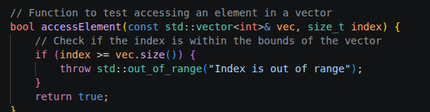 // Function to test accessing an element in a vector
bool accessElement(const std::vector<int>& vec, size_t index) {
    // Check if the index is within the bounds of the vector
    if (index >= vec.size()) {
        throw std::out_of_range("Index is out of range");
    }
    return true;
}